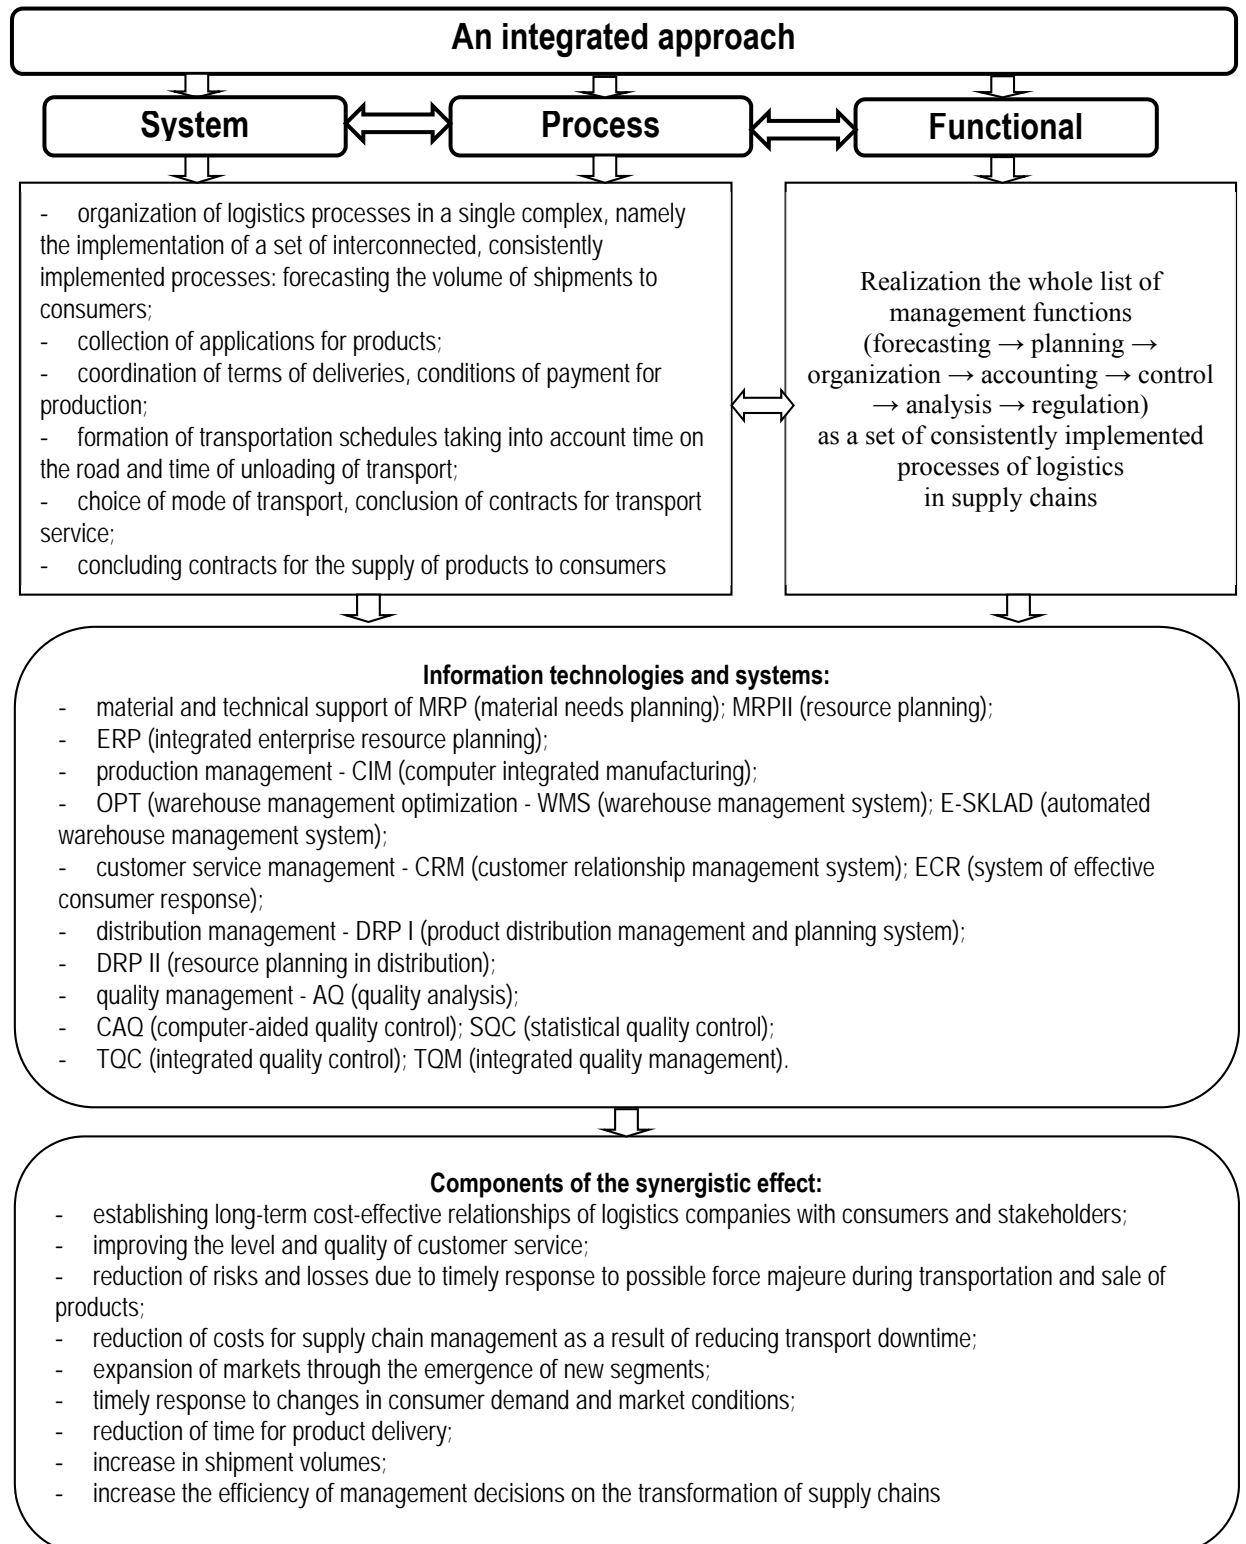 An integrated approach
System
Process
Functional
- organization of logistics processes in a single complex, namely
the implementation of a set of interconnected, consistently
implemented processes: forecasting the volume of shipments to
consumers;
- collection of applications for products;
- coordination of terms of deliveries, conditions of payment for
production;
- formation of transportation schedules taking into account time on
the road and time of unloading of transport;
- choice of mode of transport, conclusion of contracts for transport
service;
- concluding contracts for the supply of products to consumers
Realization the whole list of
management functions
(forecasting → planning →
organization → accounting → control
→ analysis → regulation)
as a set of consistently implemented
processes of logistics
in supply chains
Information technologies and systems:
- material and technical support of MRP (material needs planning); MRPII (resource planning);
- ERP (integrated enterprise resource planning);
- production management - CIM (computer integrated manufacturing);
- OPT (warehouse management optimization - WMS (warehouse management system); E-SKLAD (automated
warehouse management system);
- customer service management - CRM (customer relationship management system); ECR (system of effective
consumer response);
- distribution management - DRP I (product distribution management and planning system);
- DRP II (resource planning in distribution);
- quality management - AQ (quality analysis);
- CAQ (computer-aided quality control); SQC (statistical quality control);
- TQC (integrated quality control); TQM (integrated quality management).
Components of the synergistic effect:
- establishing long-term cost-effective relationships of logistics companies with consumers and stakeholders;
- improving the level and quality of customer service;
- reduction of risks and losses due to timely response to possible force majeure during transportation and sale of
products;
- reduction of costs for supply chain management as a result of reducing transport downtime;
- expansion of markets through the emergence of new segments;
- timely response to changes in consumer demand and market conditions;
- reduction of time for product delivery;
- increase in shipment volumes;
- increase the efficiency of management decisions on the transformation of supply chains